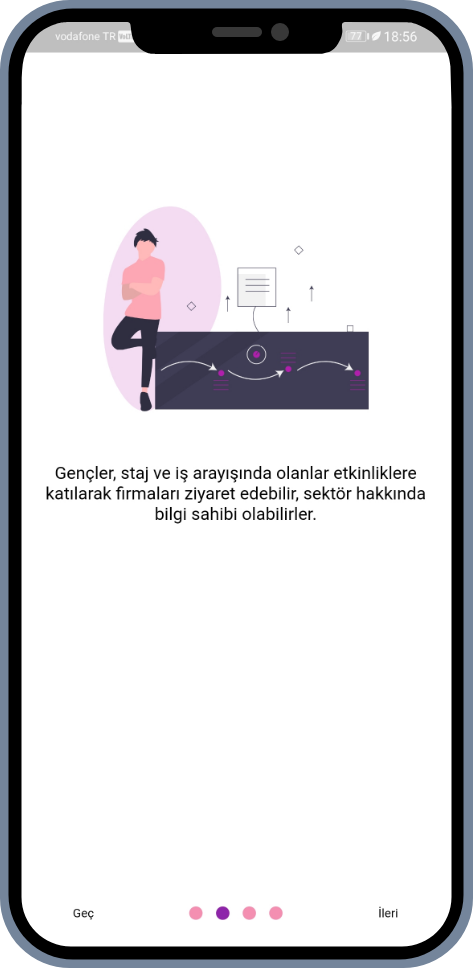 vodafone TR
77
18:56
Gençler, staj ve iş arayışında olanlar etkinliklere
katılarak firmaları ziyaret edebilir, sektör hakkında
bilgi sahibi olabilirler.
Geç
İleri